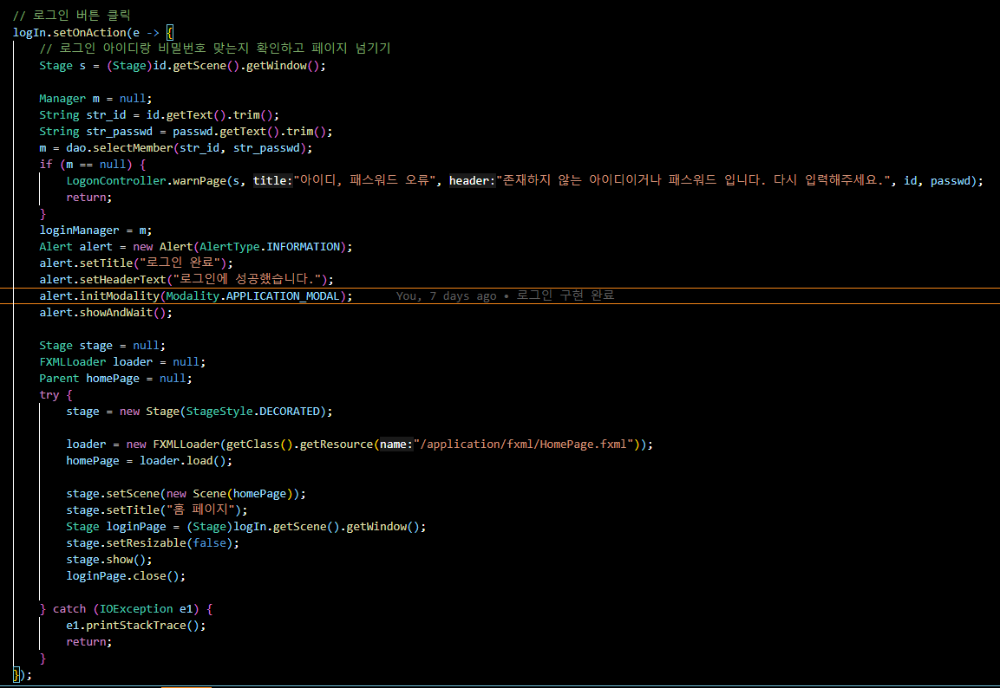 // 로그인 버튼 클릭
logIn.setOnAction(e -> {
// 로그인 아이디랑 비밀번호 맞는지 확인하고 페이지 넘기기
Stage s = (Stage)id.getScene().getWindow();
Manager m = null;
String str_id = id.getText().trim();
String str_passwd = passwd.getText().trim();
m = dao.selectMember(str_id, str_passwd);
if (m == null) {
LogonController.warnPage(s, title:"아이디, 패스워드 오류", header:"존재하지 않는 아이디이거나 패스워드 입니다. 다시 입력해주세요.", id, passwd);
return;
}
loginManager = m;
Alert alert = new Alert(AlertType.INFORMATION);
alert.setTitle("로그인 완료");
alert.setHeaderText("로그인에 성공했습니다.");
alert.initModality(Modality.APPLICATION_MODAL); You, 7 days ago • 로그인 구현 완료
alert.showAndWait();
Stage stage = null;
FXMLLoader loader = null;
Parent homePage = null;
try {
stage = new Stage(StageStyle.DECORATED);
loader = new FXMLLoader(getClass().getResource(name:"/application/fxml/HomePage.fxml"));
homePage = loader.load();
stage.setScene(new Scene(homePage));
stage.setTitle("홈 페이지");
Stage loginPage = (Stage)logIn.getScene().getWindow();
stage.setResizable(false);
stage.show();
loginPage.close();
} catch (IOException e1) {
e1.printStackTrace();
return;
}
});